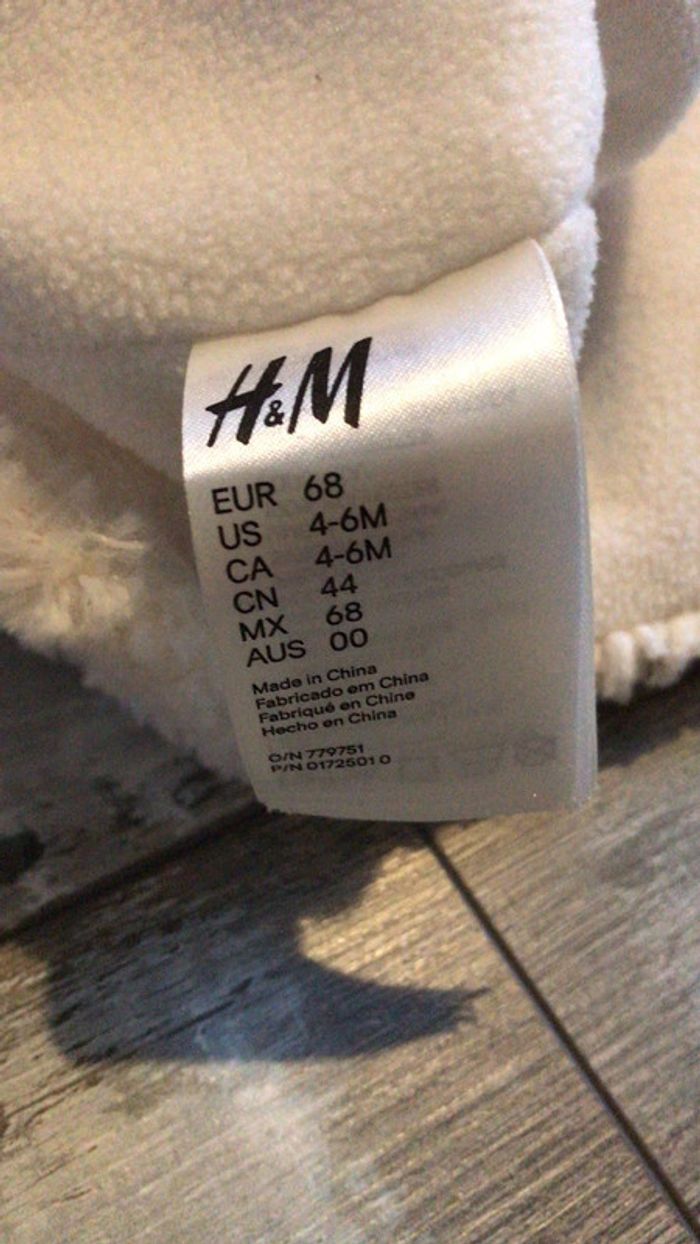 H&M
EUR 68
US 4-6M
CA 4-6M
CN 44
MX 68
AUS 00
Made in China
Fabricado em China
Fabriqué en Chine
Hecho en China
O/N 779751
P/N 0172501 0